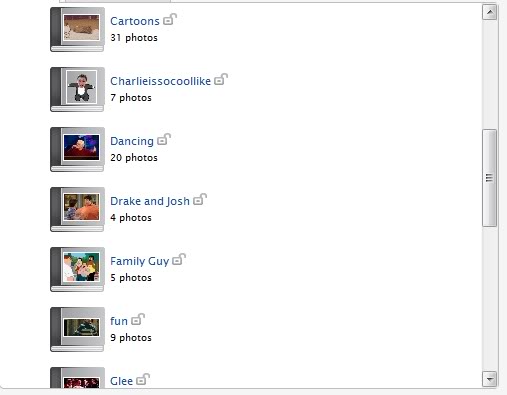 Cartoons
31 photos
Charlieissocoollike
7 photos
Dancing
20 photos
Drake and Josh
4 photos
Family Guy
5 photos
fun
9 photos
Glee